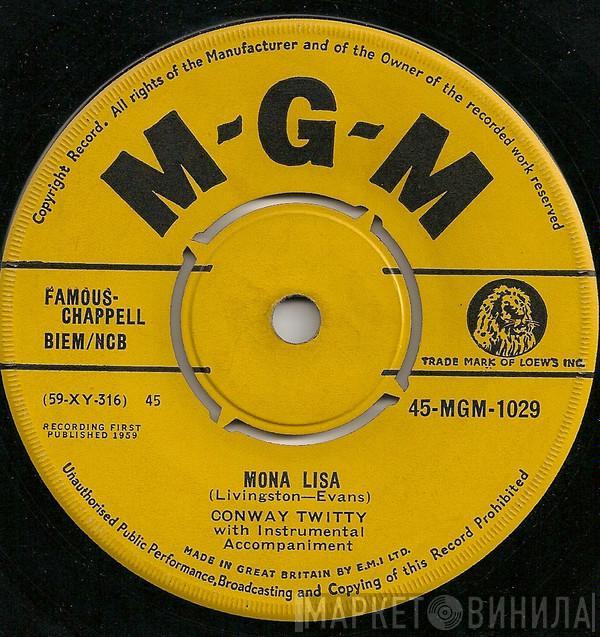 Copyright Record. All rights of the Manufacturer and of the Owner of the recorded work reserved
M-G-M
FAMOUS-
CHAPPELL
BIEM/NCB
TRADE MARK OF LOEW'S INC.
(59-XY-316) 45
45-MGM-1029
RECORDING FIRST
PUBLISHED 1959
MONA LISA
(Livingston—Evans)
CONWAY TWITTY
with Instrumental
Accompaniment
MADE IN GREAT BRITAIN BY E.M.I LTD.
Unauthorised Public Performance, Broadcasting and Copying of this Record Prohibited
МАРКЕТ ВИНИЛА